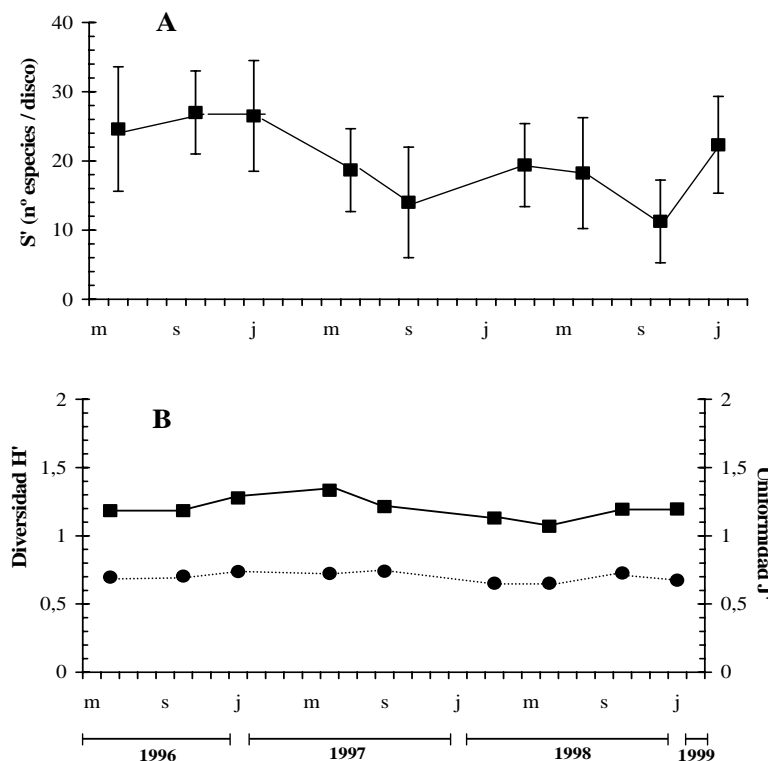 A
40
30
20
10
0
S' (nº especies / disco)
m s j m s j m s j
B
2
1,5
1
0,5
0
Diversidad H'
2
1,5
1
0,5
0
Uniformidad J'
m s j m s j m s j
1996 1997 1998 1999